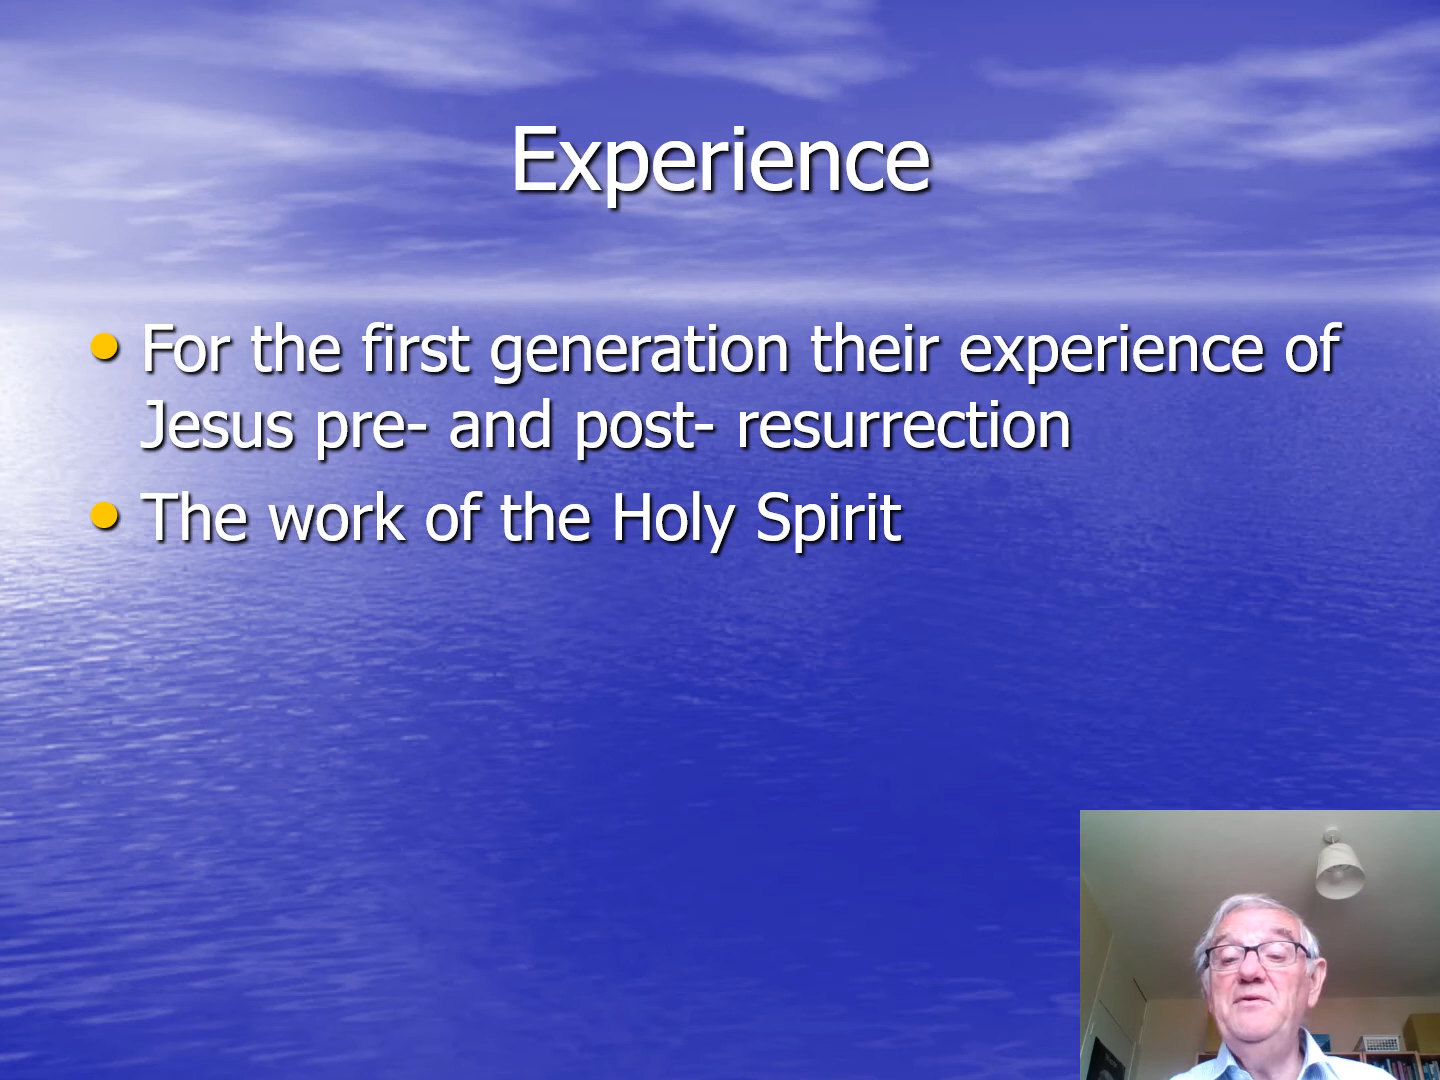 Experience
• For the first generation their experience of
Jesus pre- and post- resurrection
• The work of the Holy Spirit